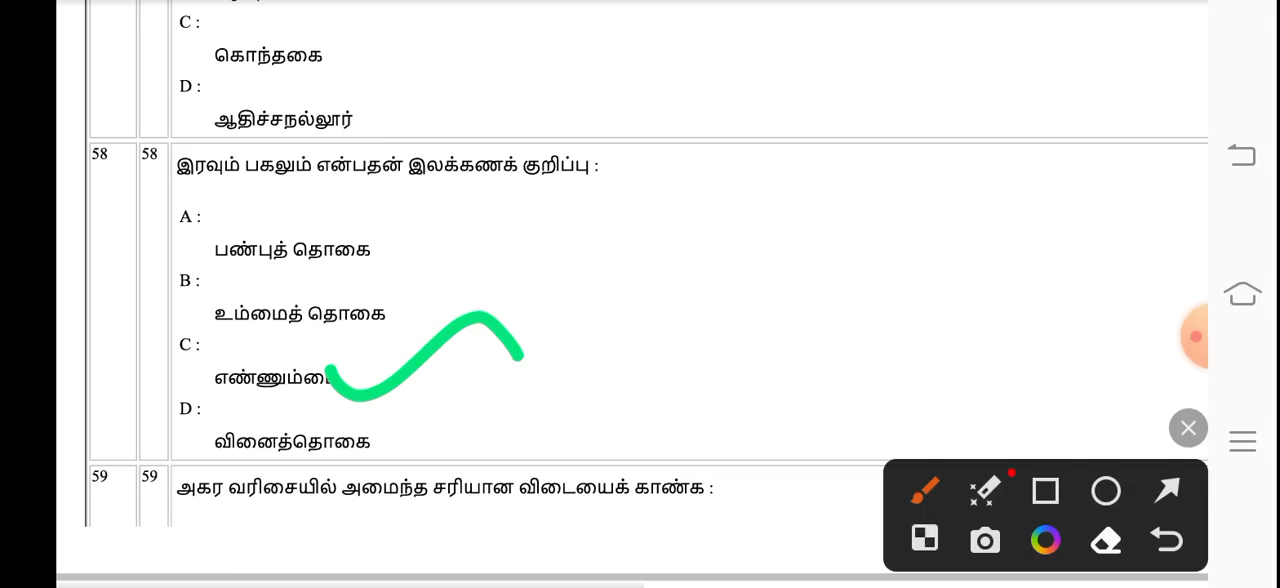 C :
கொந்தகை
D :
ஆதிச்சநல்லூர்
58 58 இரவும் பகலும் என்பதன் இலக்கணக் குறிப்பு :
A :
பண்புத் தொகை
B :
உம்மைத் தொகை
C :
எண்ணும்மை
D :
வினைத்தொகை
59 59 அகர வரிசையில் அமைந்த சரியான விடையைக் காண்க :